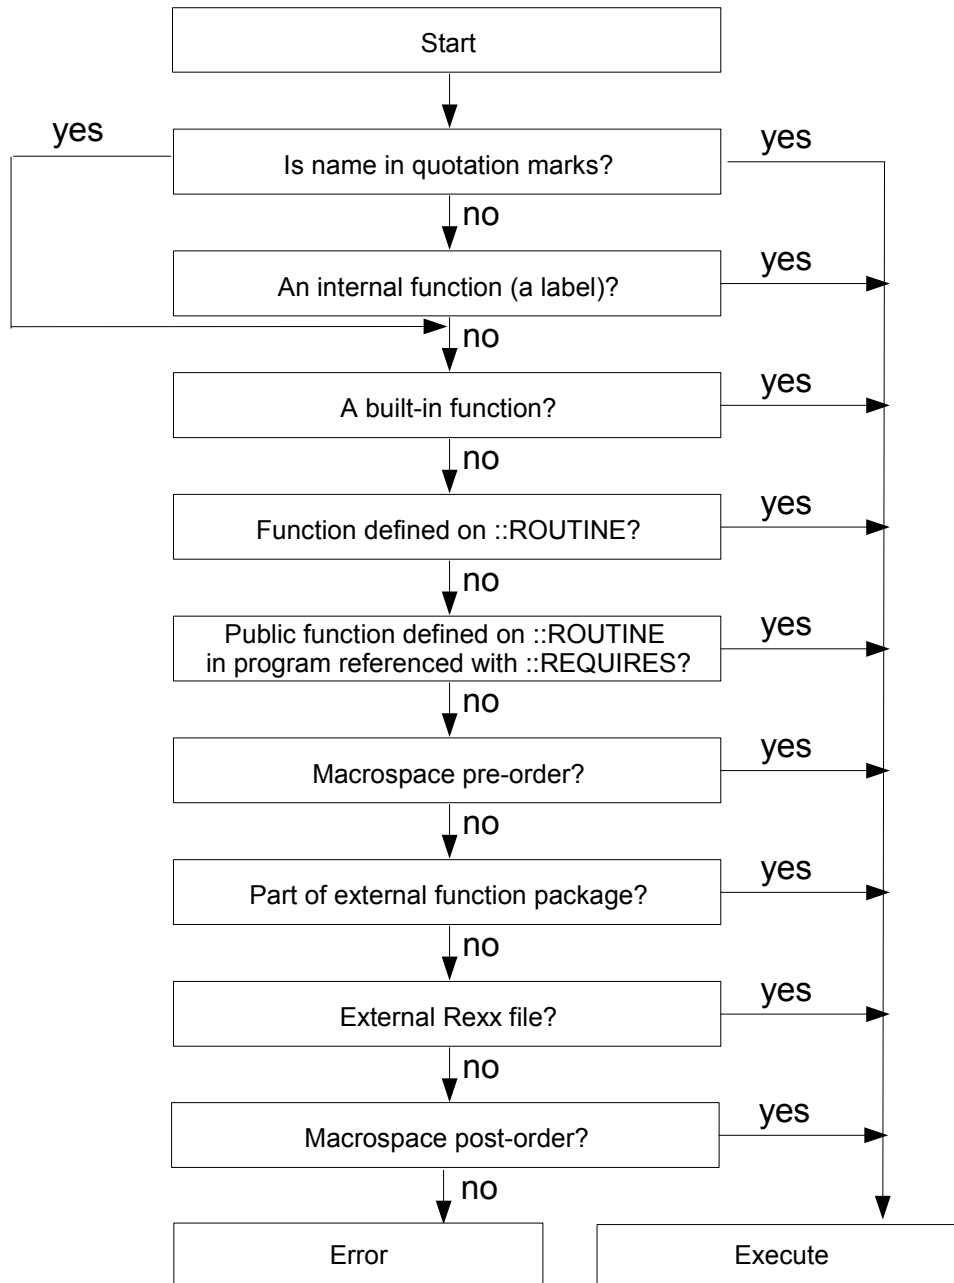 Start
yes
yes
Is name in quotation marks?
no
yes
An internal function (a label)?
no
yes
A built-in function?
no
yes
Function defined on ::ROUTINE?
no
yes
Public function defined on ::ROUTINE
in program referenced with ::REQUIRES?
no
yes
Macrospace pre-order?
no
yes
Part of external function package?
no
yes
External Rexx file?
no
yes
Macrospace post-order?
no
Error
Execute